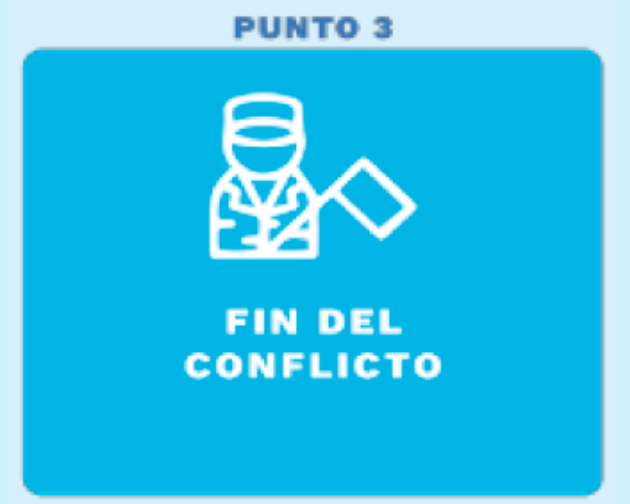 PUNTO 3
FIN DEL
CONFLICTO